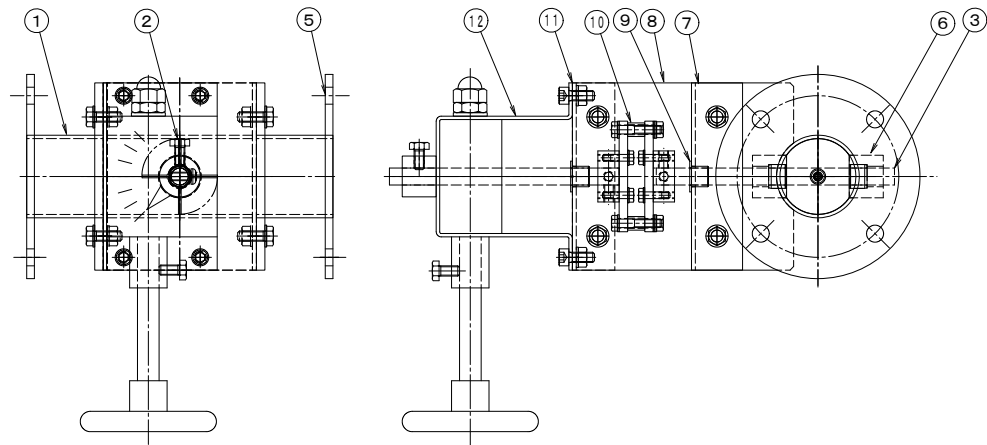 ① ② ⑤ ⑫ ⑪ ⑩ ⑨ ⑧ ⑦ ⑥ ③